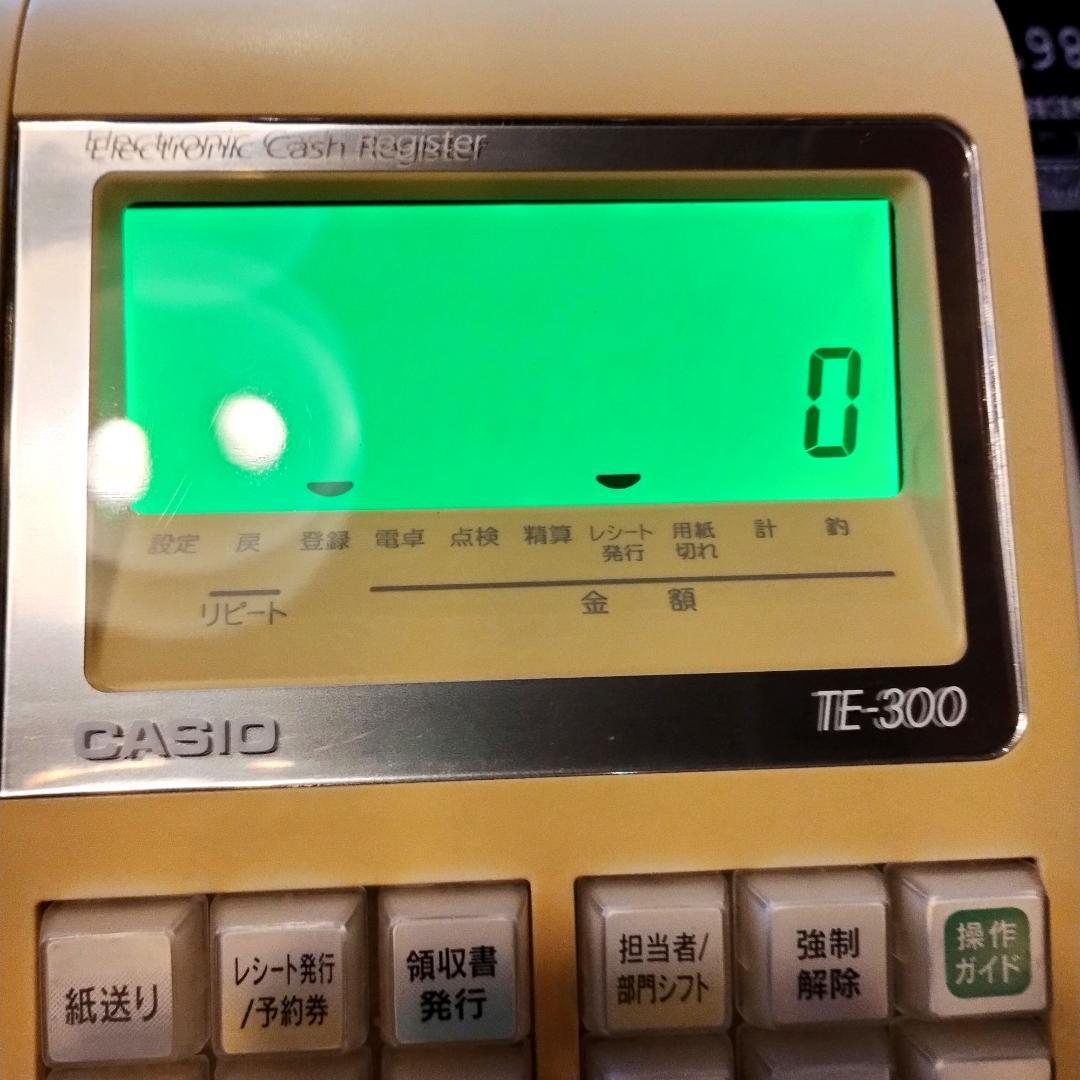 .98
Electronic Cash Register
0
設定 戻 登録 電卓 点検 精算 レシート発行 用紙切れ 計 釣
リピート 金額
CASIO TE-300
紙送り
レシート発行
/予約券
領収書
発行
担当者/
部門シフト
強制
解除
操作
ガイド